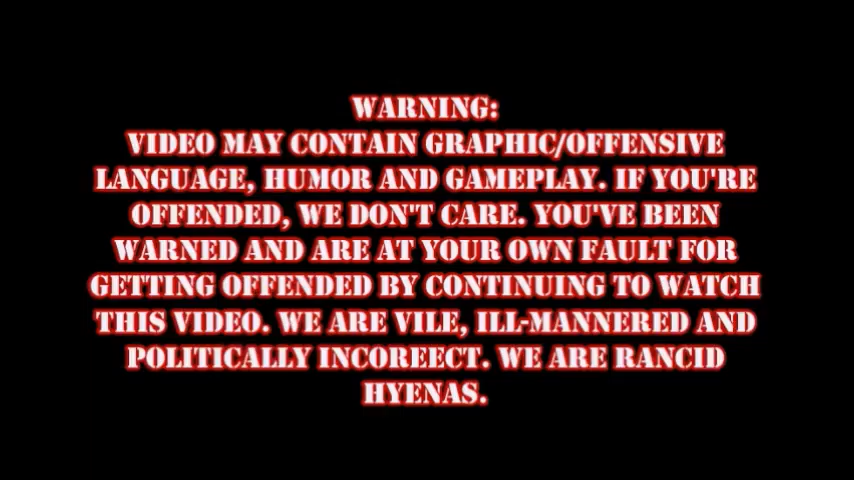 WARNING:
VIDEO MAY CONTAIN GRAPHIC/OFFENSIVE
LANGUAGE, HUMOR AND GAMEPLAY. IF YOU'RE
OFFENDED, WE DON'T CARE. YOU'VE BEEN
WARNED AND ARE AT YOUR OWN FAULT FOR
GETTING OFFENDED BY CONTINUING TO WATCH
THIS VIDEO. WE ARE VILE, ILL-MANNERED AND
POLITICALLY INCOREECT. WE ARE RANCID
HYENAS.